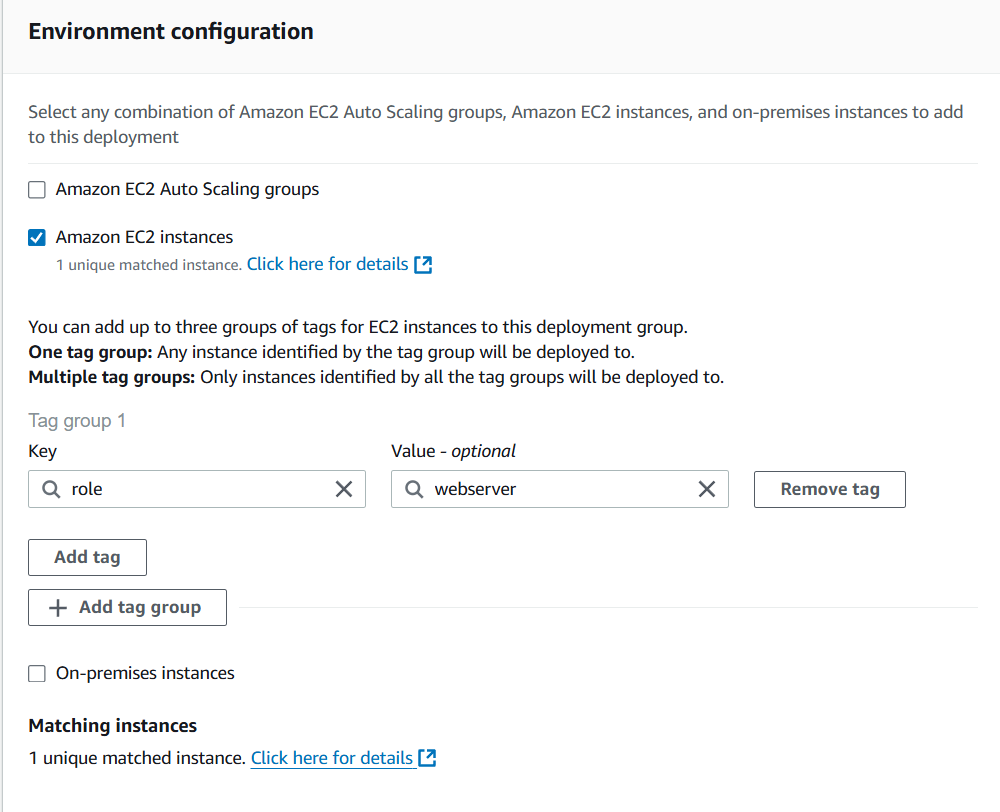 Environment configuration
Select any combination of Amazon EC2 Auto Scaling groups, Amazon EC2 instances, and on-premises instances to add
to this deployment
Amazon EC2 Auto Scaling groups
Amazon EC2 instances
1 unique matched instance. Click here for details
You can add up to three groups of tags for EC2 instances to this deployment group.
One tag group: Any instance identified by the tag group will be deployed to.
Multiple tag groups: Only instances identified by all the tag groups will be deployed to.
Tag group 1
Key Value - optional
role webserver Remove tag
Add tag
Add tag group
On-premises instances
Matching instances
1 unique matched instance. Click here for details